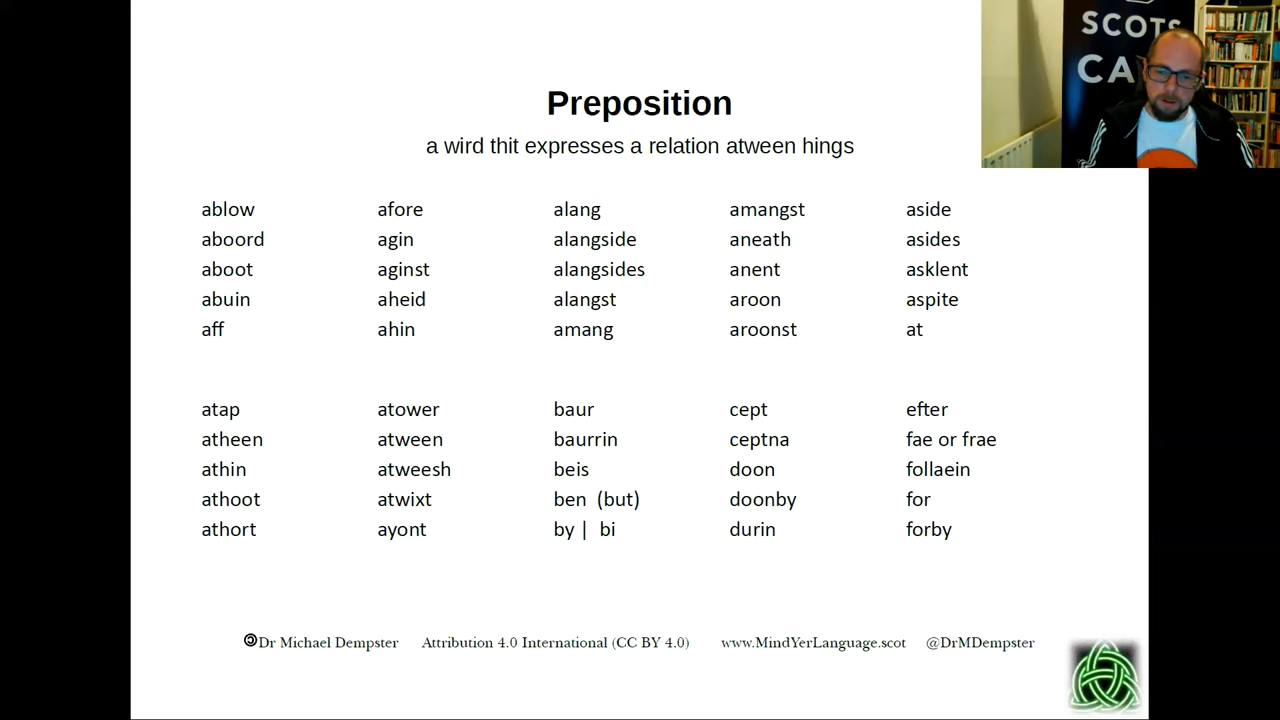 SCOTS
CA
Preposition
a wird thit expresses a relation atween hings
ablow afore alang amangst aside
aboord agin alangside aneath asides
aboot aginst alangsides anent asklent
abuin aheid alangst aroon aspite
aff ahin amang aroonst at
atap atower baur cept efter
atheen atween baurrin ceptna fae or frae
athin atweesh beis doon follaein
athoot atwixt ben (but) doonby for
athort ayont by | bi durin forby
Dr Michael Dempster Attribution 4.0 International (CC BY 4.0) www.MindYerLanguage.scot @DrMDempster